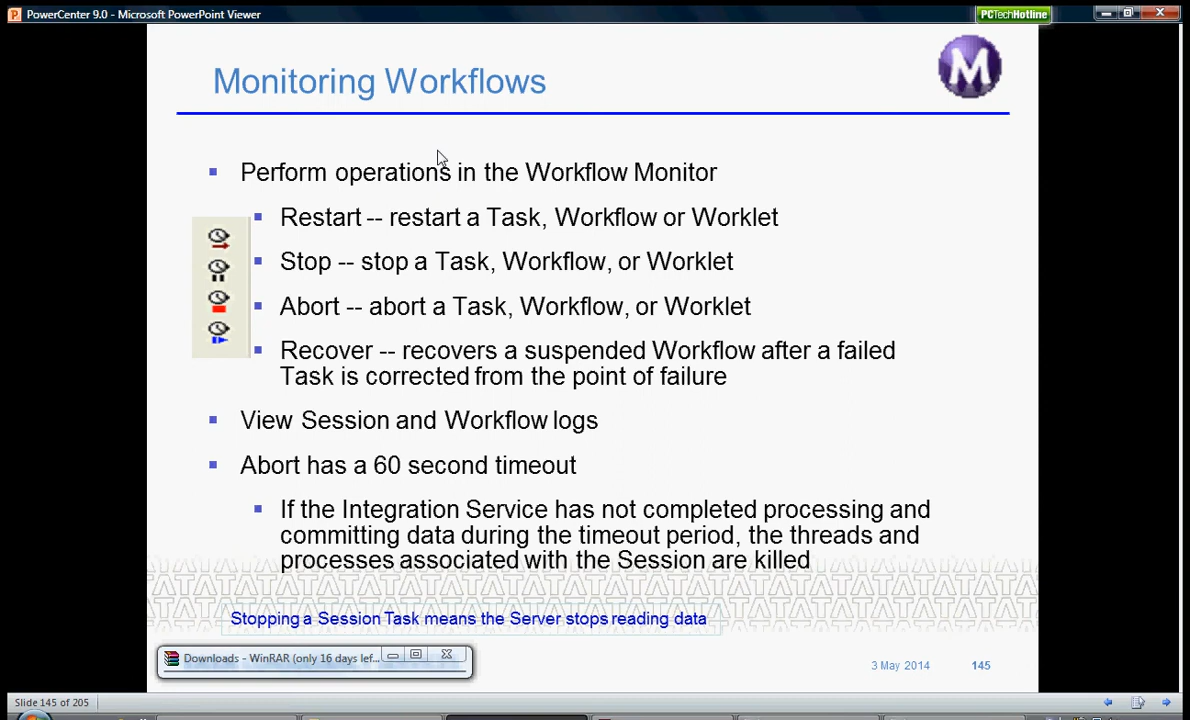 PowerCenter 9.0 - Microsoft PowerPoint Viewer
PCTechHotline
Monitoring Workflows
M
Perform operations in the Workflow Monitor
Restart -- restart a Task, Workflow or Worklet
Stop -- stop a Task, Workflow, or Worklet
Abort -- abort a Task, Workflow, or Worklet
Recover -- recovers a suspended Workflow after a failed
Task is corrected from the point of failure
View Session and Workflow logs
Abort has a 60 second timeout
If the Integration Service has not completed processing and
committing data during the timeout period, the threads and
processes associated with the Session are killed
Stopping a Session Task means the Server stops reading data
Downloads - WinRAR (only 16 days lef...
3 May 2014
145
Slide 145 of 205